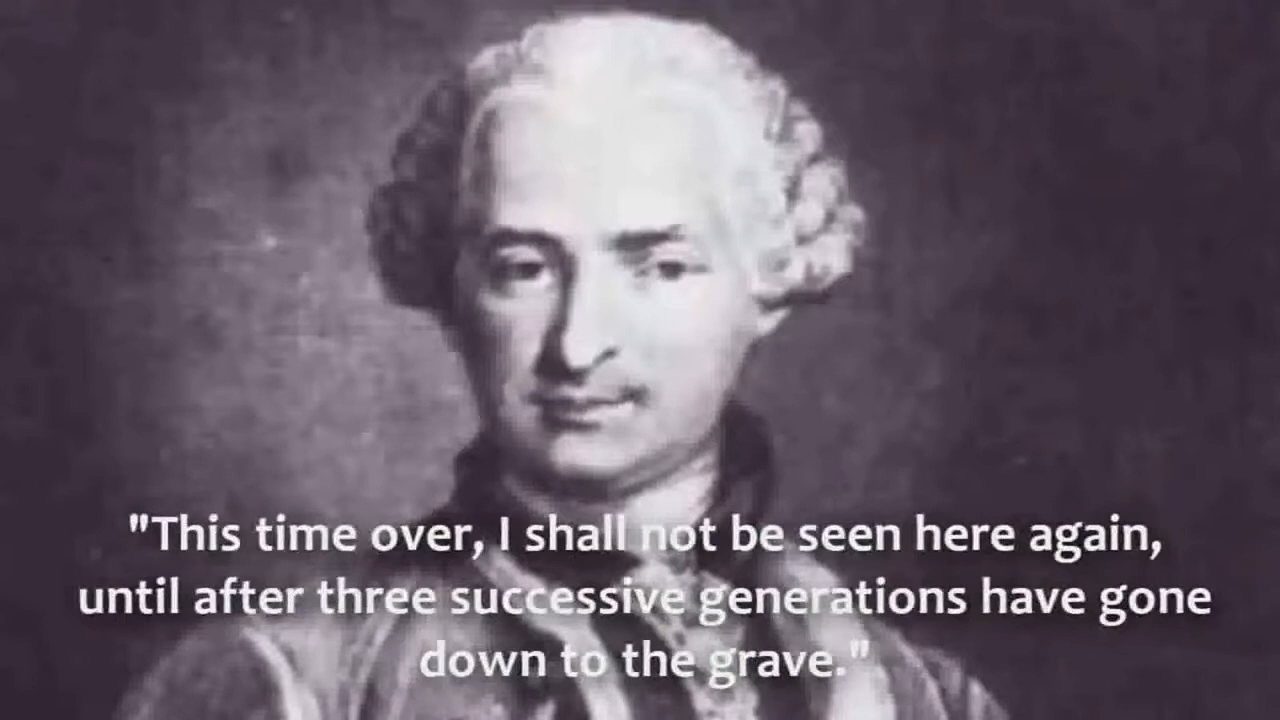 "This time over, I shall not be seen here again,
until after three successive generations have gone
down to the grave."